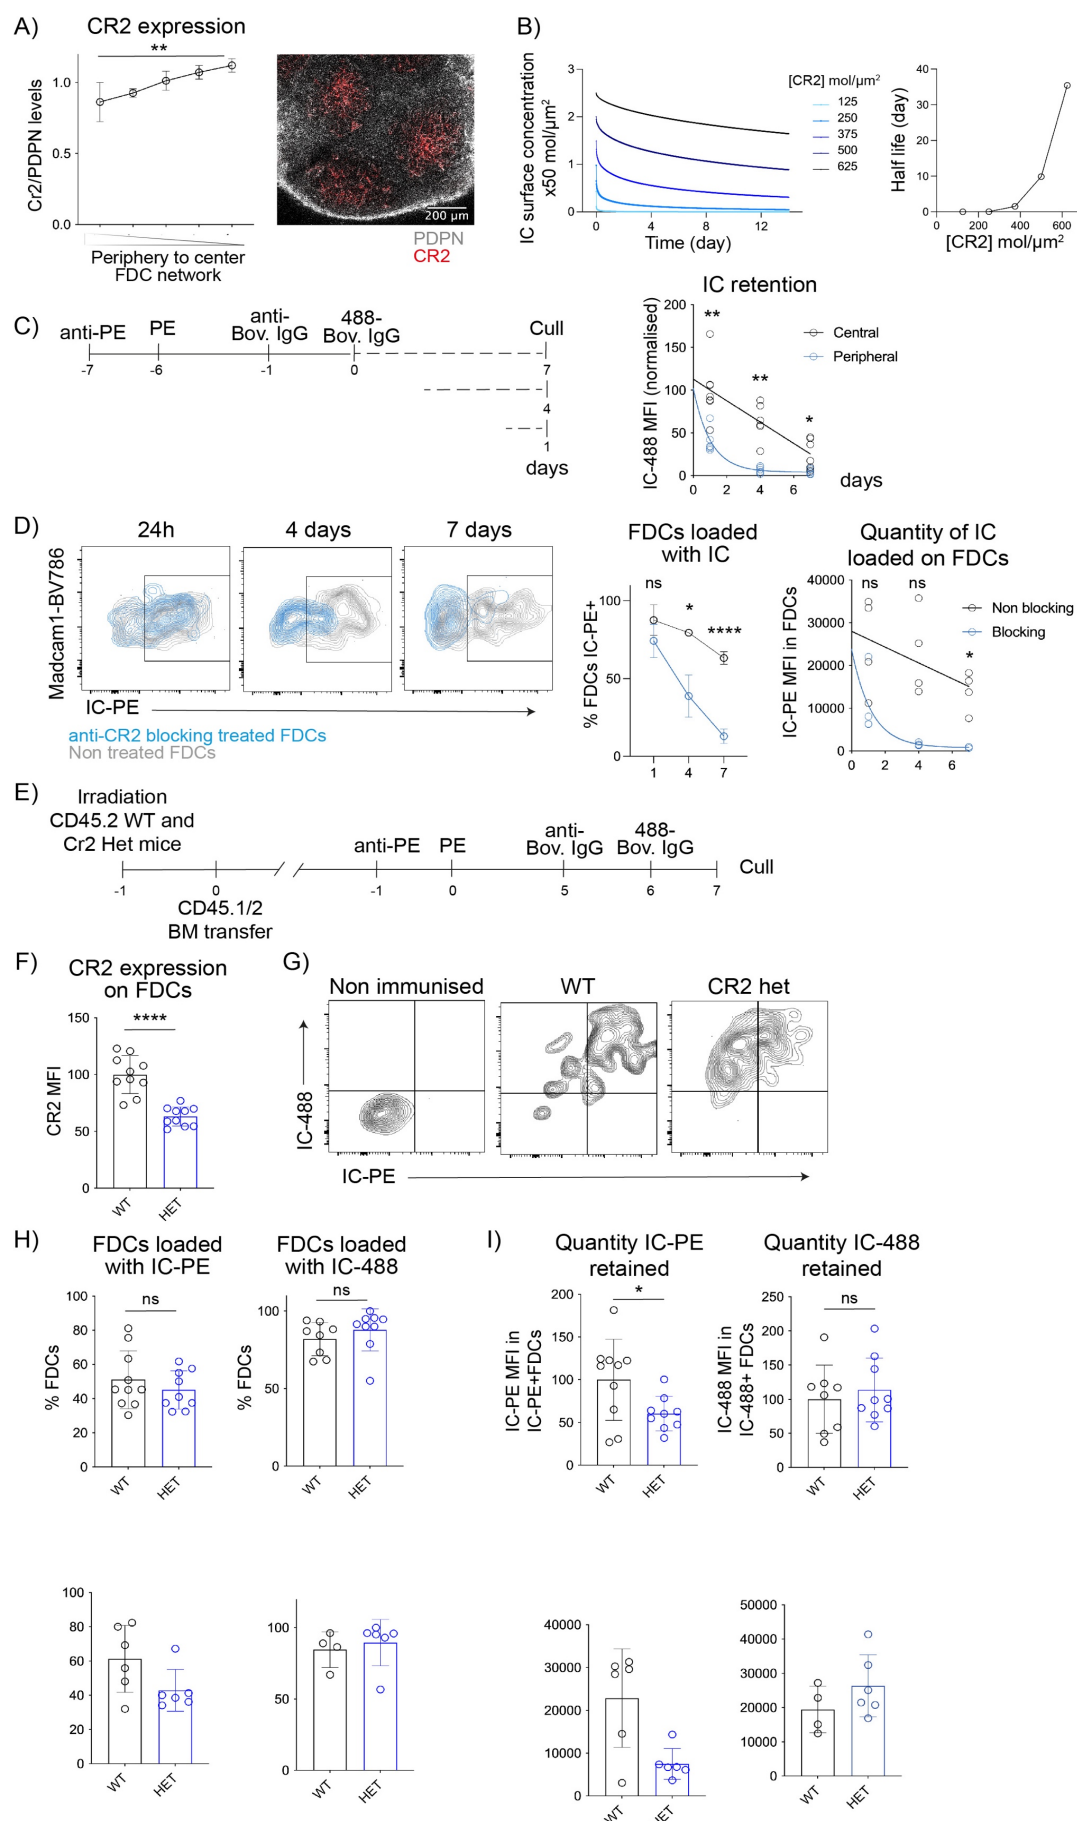 A)
CR2 expression
**
Cr2/PDPN levels
1.0
0.5
0.0
Periphery to center
FDC network
200 µm
PDPN
CR2
B)
IC surface concentration
x50 mol/µm²
3
2
1
0
0 4 8 12
Time (day)
[CR2] mol/µm²
125
250
375
500
625
Half life (day)
40
30
20
10
0
0 200 400 600
[CR2] mol/µm²
C)
anti-PE PE anti-
Bov. IgG 488-
Bov. IgG Cull
-7 -6 -1 0 7
4
1
days
IC retention
IC-488 MFI (normalised)
200
150
100
50
0
** ** *
0 2 4 6
days
Central
Peripheral
D)
24h 4 days 7 days
Madcam1-BV786
IC-PE
anti-CR2 blocking treated FDCs
Non treated FDCs
FDCs loaded
with IC
% FDCs IC-PE+
100
50
0
ns * ****
1 4 7
Quantity of IC
loaded on FDCs
IC-PE MFI in FDCs
40000
30000
20000
10000
0
ns ns *
0 2 4 6
Non blocking
Blocking
E)
Irradiation
CD45.2 WT and
Cr2 Het mice
anti-PE PE anti-
Bov. IgG 488-
Bov. IgG Cull
-1 0 -1 0 5 6 7
CD45.1/2
BM transfer
F)
CR2 expression
on FDCs
CR2 MFI
150
100
50
0
****
WT HET
G)
Non immunised WT CR2 het
IC-488
IC-PE
H)
FDCs loaded
with IC-PE
% FDCs
100
80
60
40
20
0
ns
WT HET
FDCs loaded
with IC-488
% FDCs
100
50
0
ns
WT HET
I)
Quantity IC-PE
retained
IC-PE MFI in
IC-PE+FDCs
200
150
100
50
0
*
WT HET
Quantity IC-488
retained
IC-488 MFI in
IC-488+ FDCs
250
200
150
100
50
0
ns
WT HET
100
80
60
40
20
0
WT HET
100
50
0
WT HET
40000
30000
20000
10000
0
WT HET
50000
40000
30000
20000
10000
0
WT HET